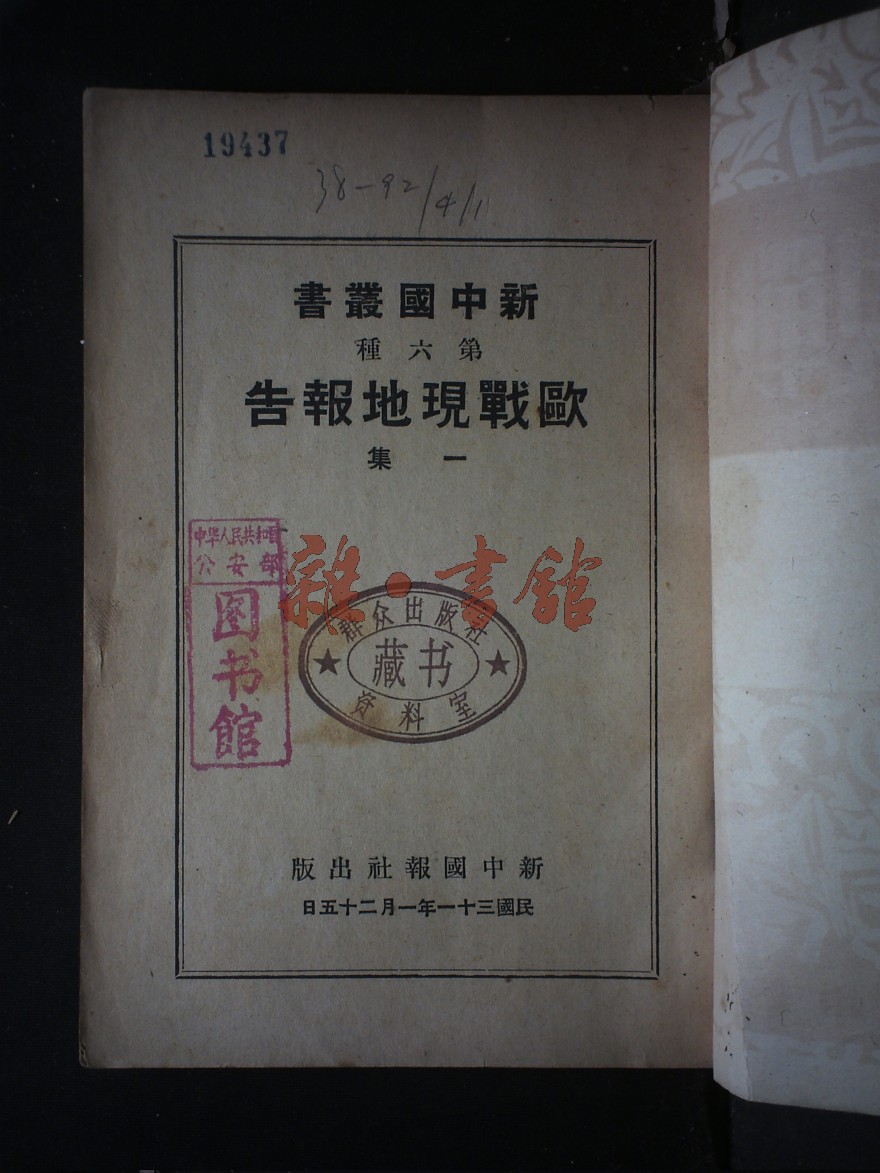 19437
38-92/4/1
新中國叢書
第六種
歐戰現地報告
一集
中华人民共和国
公安部
图书馆
雜·書館
群众出版社
藏书
资料室
新中國報社出版
民國三十一年一月二十五日